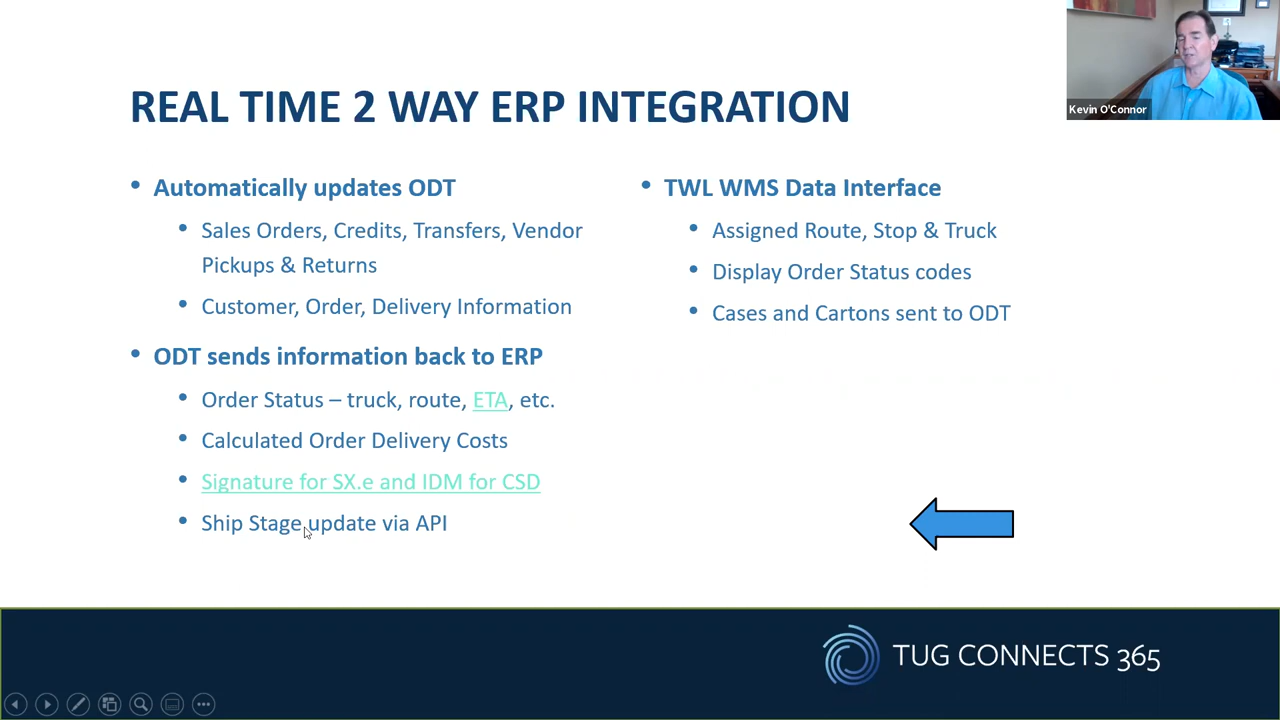 REAL TIME 2 WAY ERP INTEGRATION
Kevin O'Connor
• Automatically updates ODT
• Sales Orders, Credits, Transfers, Vendor
Pickups & Returns
• Customer, Order, Delivery Information
• ODT sends information back to ERP
• Order Status – truck, route, ETA, etc.
• Calculated Order Delivery Costs
• Signature for SX.e and IDM for CSD
• Ship Stage update via API
• TWL WMS Data Interface
• Assigned Route, Stop & Truck
• Display Order Status codes
• Cases and Cartons sent to ODT
TUG CONNECTS 365